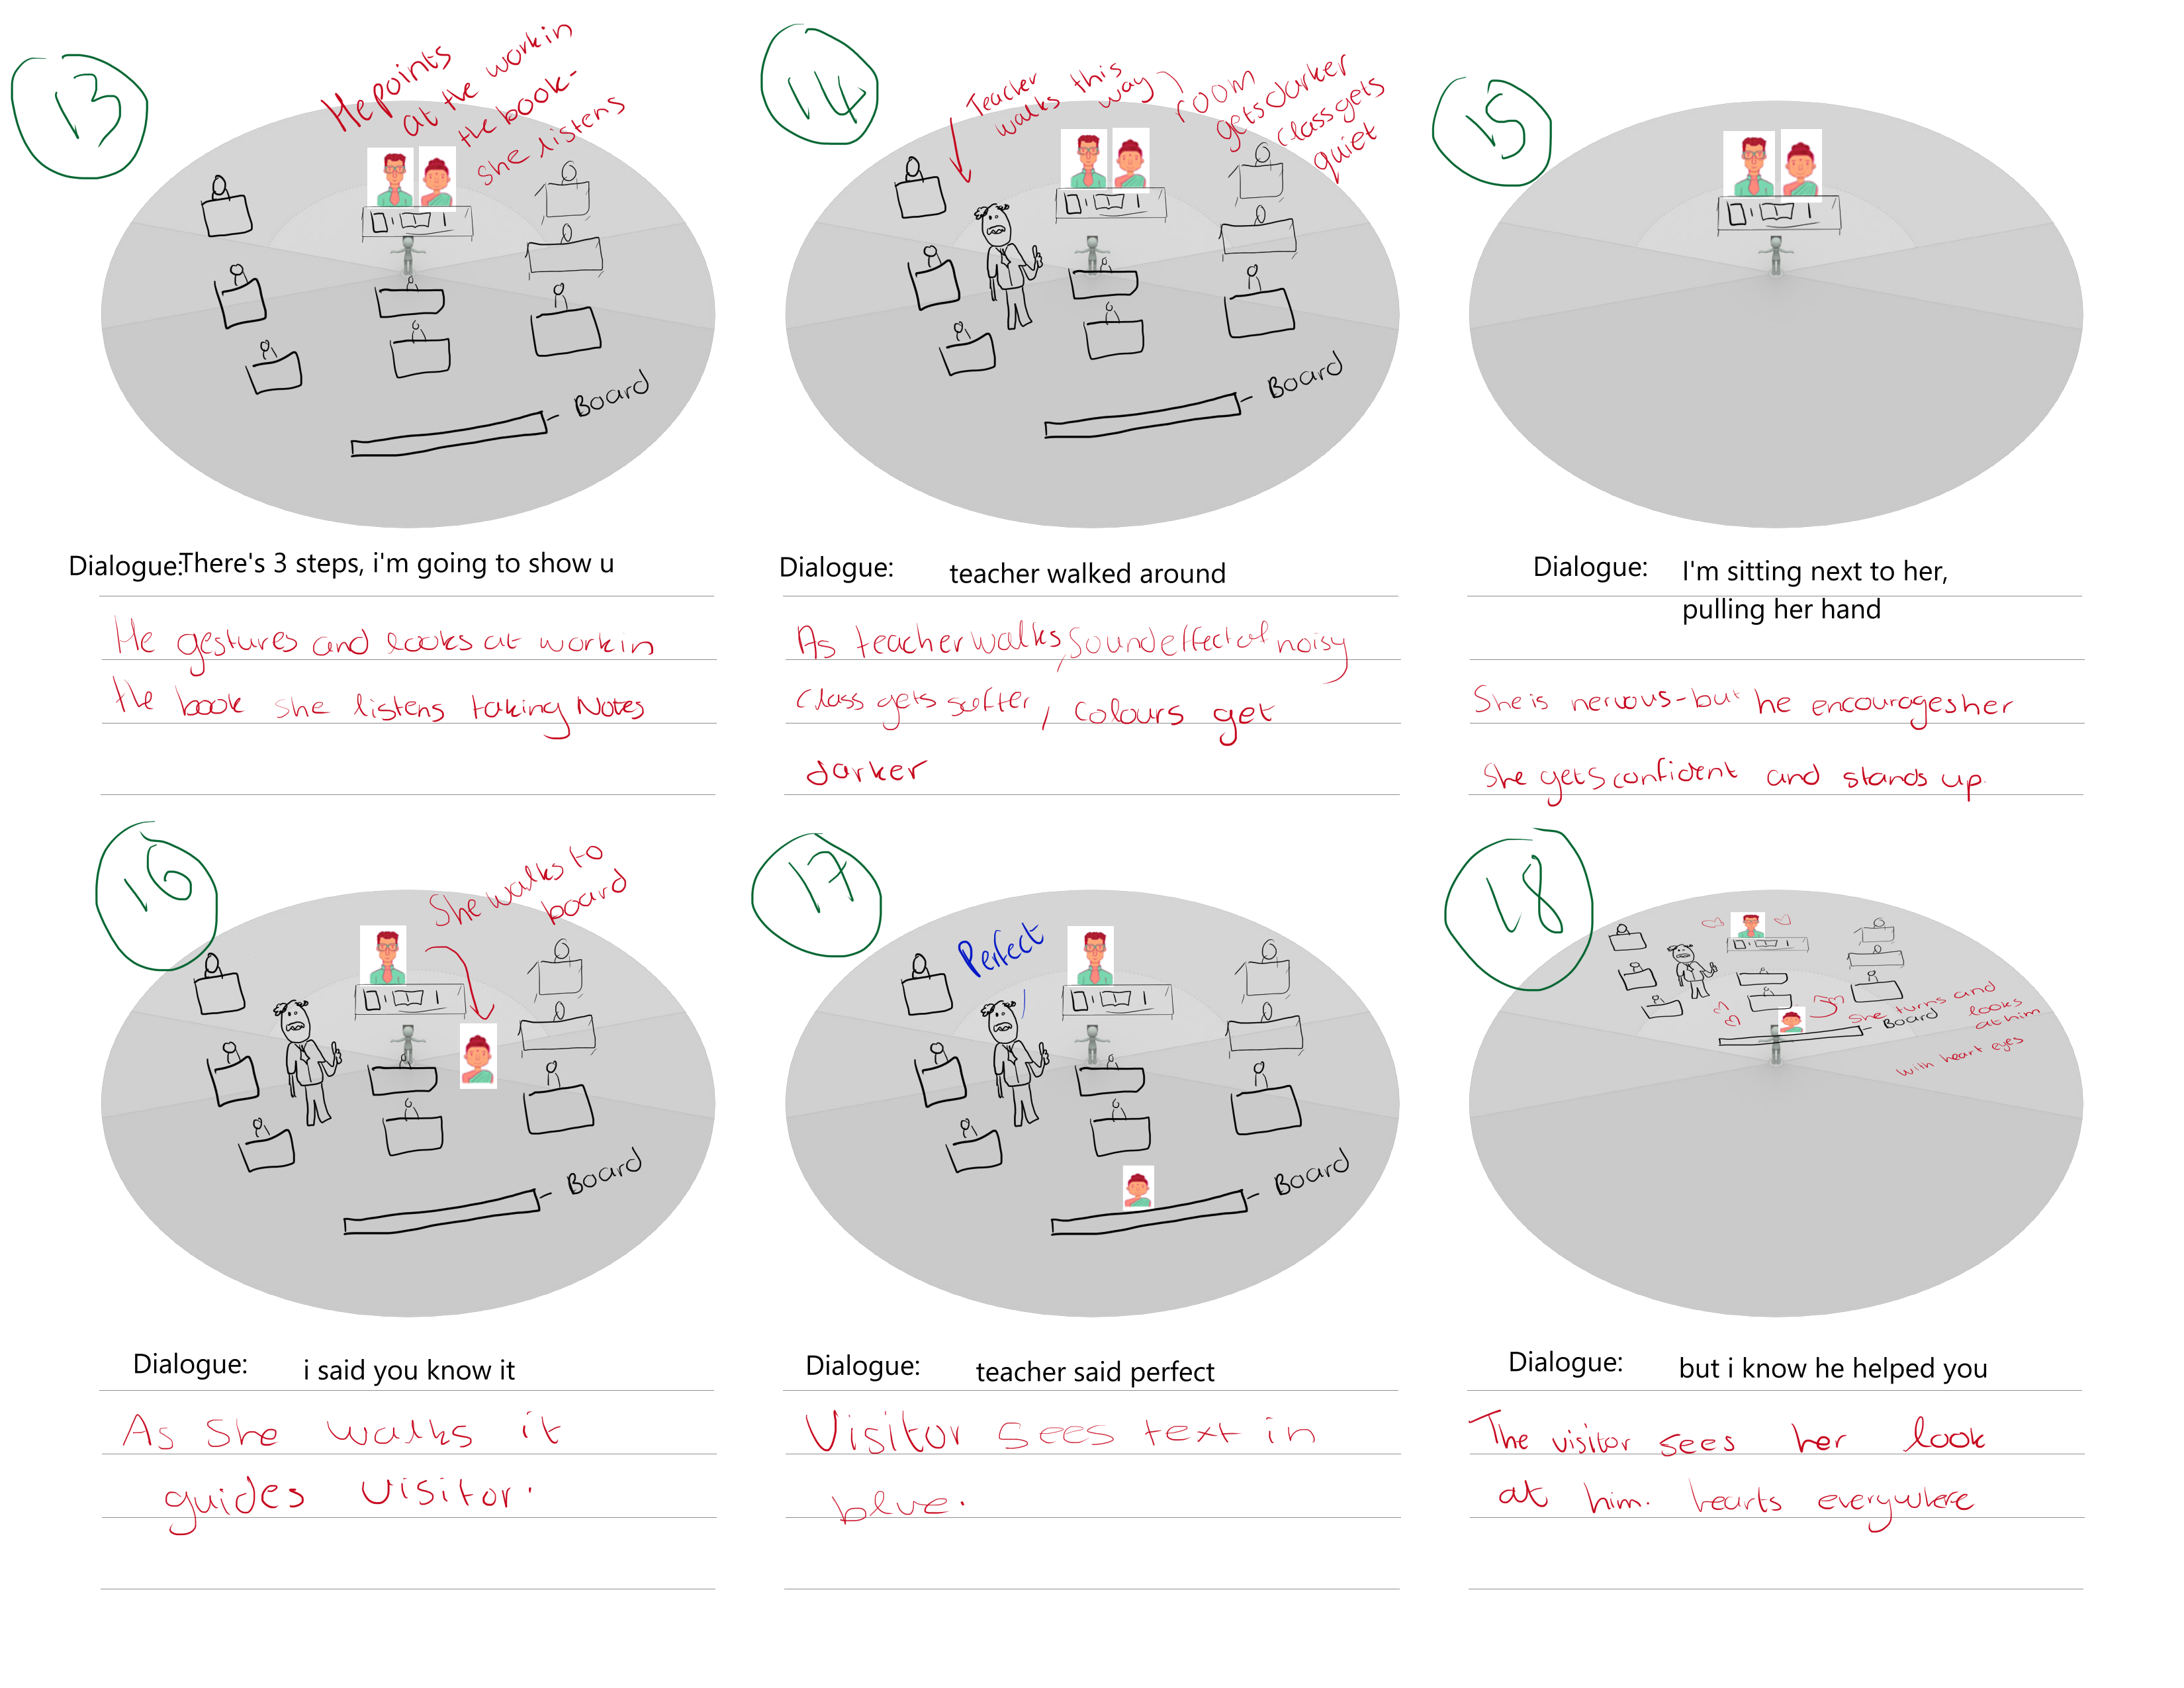 13
He points
at the work in
the book-
she listens
Board
Dialogue: There's 3 steps, i'm going to show u
He gestures and looks at work in
the book she listens taking Notes
14
Teacher
walks this
way
room
gets darker
class gets
quiet
Board
Dialogue: teacher walked around
As teacher walks, sound effect of noisy
class gets softer, colours get
darker
15
Dialogue: I'm sitting next to her,
pulling her hand
She is nervous-but he encourages her
She gets confident and stands up.
16
She walks to
board
Board
Dialogue: i said you know it
As She walks it
guides visitor.
17
Perfect
Board
Dialogue: teacher said perfect
Visitor sees text in
blue.
18
She turns and
looks
at him
Board
with heart eyes
Dialogue: but i know he helped you
The visitor sees her look
at him. hearts everywhere